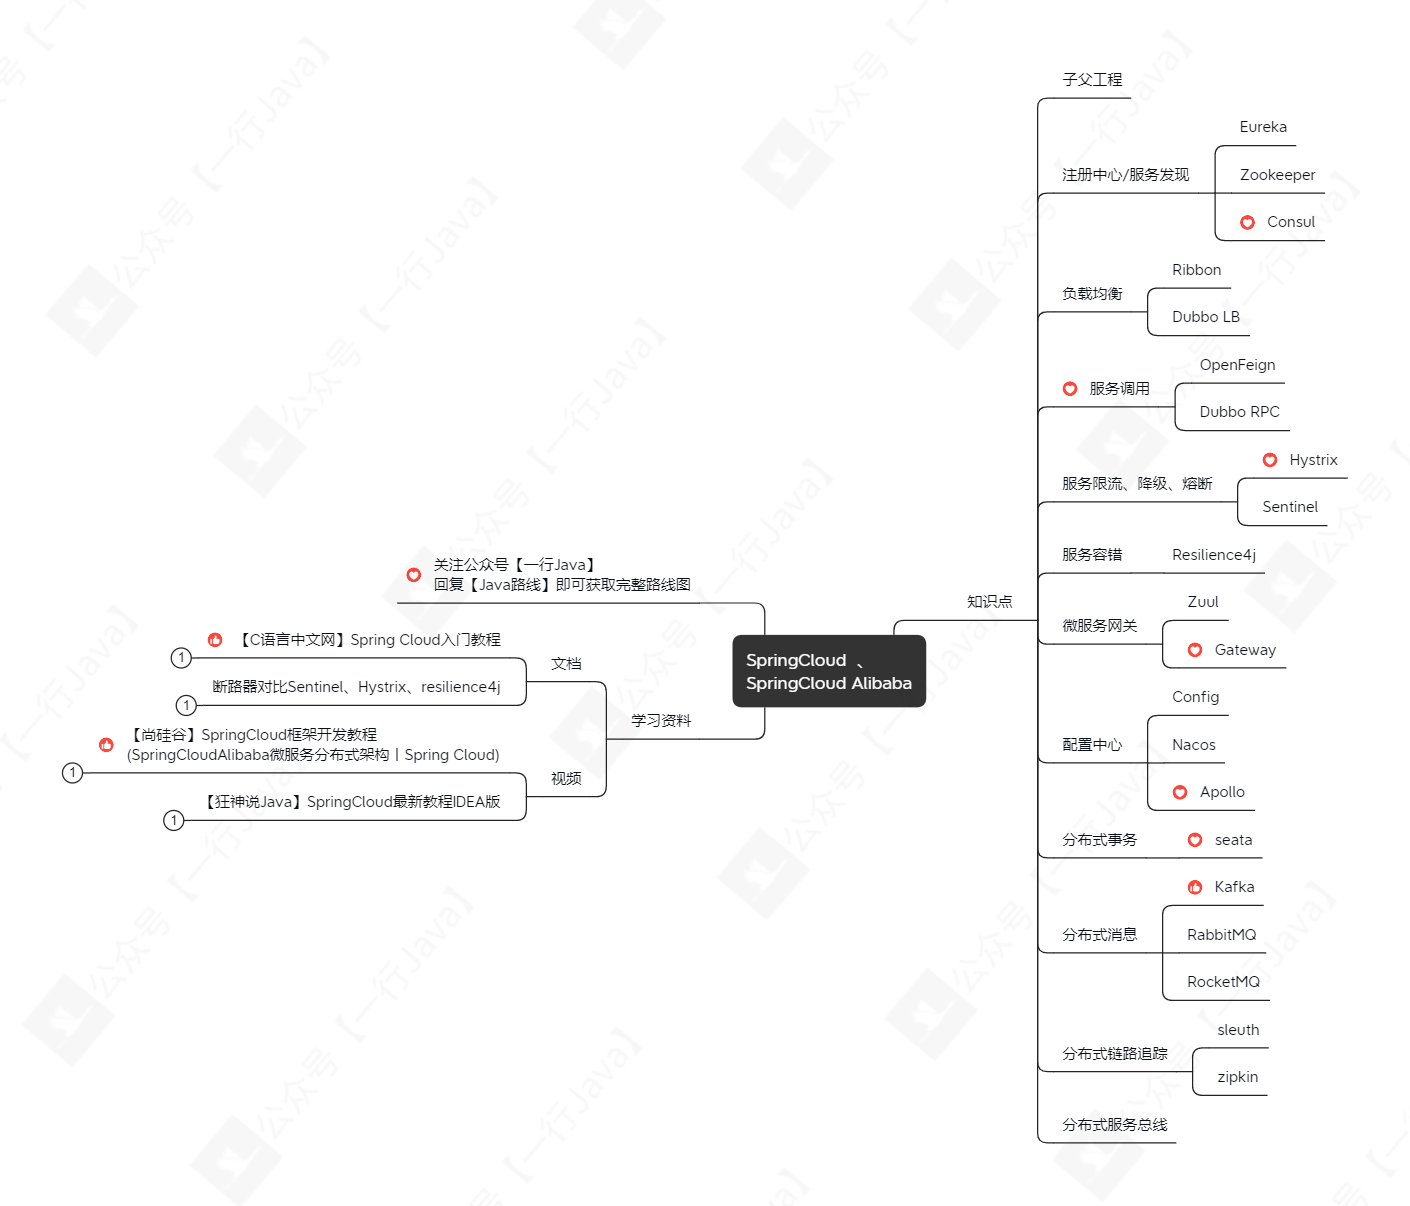 关注公众号【一行Java】
回复【Java路线】即可获取完整路线图
SpringCloud 、
SpringCloud Alibaba
学习资料
文档
【C语言中文网】Spring Cloud入门教程
1
断路器对比Sentinel、Hystrix、resilience4j
1
视频
【尚硅谷】SpringCloud框架开发教程
(SpringCloudAlibaba微服务分布式架构丨Spring Cloud)
1
【狂神说Java】SpringCloud最新教程IDEA版
1
知识点
子父工程
注册中心/服务发现
Eureka
Zookeeper
Consul
负载均衡
Ribbon
Dubbo LB
服务调用
OpenFeign
Dubbo RPC
服务限流、降级、熔断
Hystrix
Sentinel
服务容错
Resilience4j
微服务网关
Zuul
Gateway
配置中心
Config
Nacos
Apollo
分布式事务
seata
分布式消息
Kafka
RabbitMQ
RocketMQ
分布式链路追踪
sleuth
zipkin
分布式服务总线
公众号【一行Java】